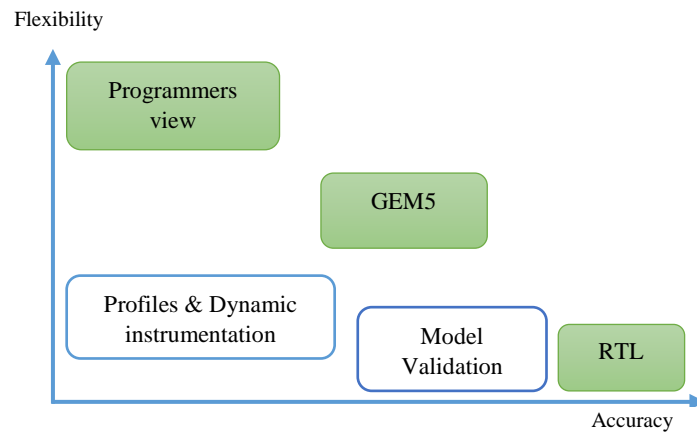 Flexibility
Programmers
view
GEM5
Profiles & Dynamic
instrumentation
Model
Validation
RTL
Accuracy